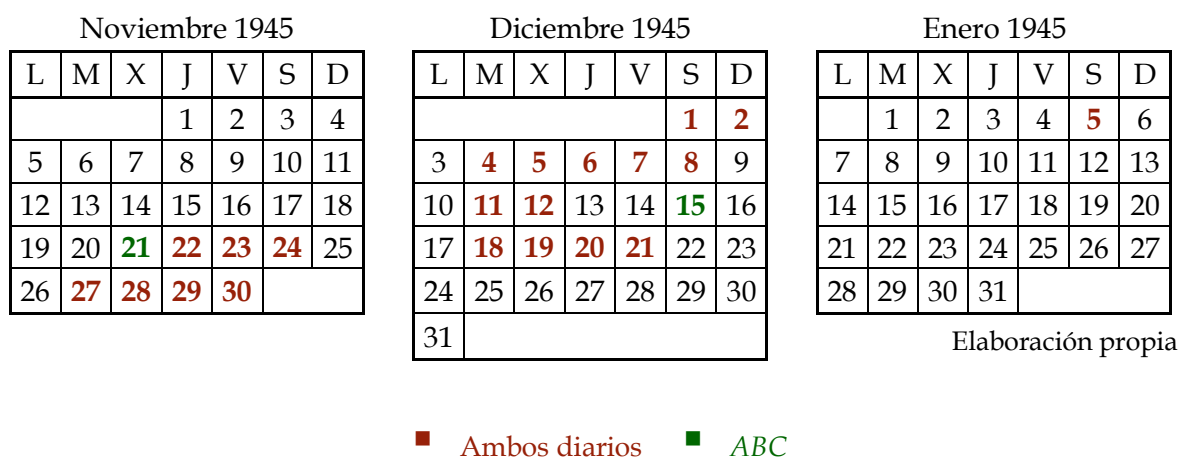 Noviembre 1945
L M X J V S D
1 2 3 4
5 6 7 8 9 10 11
12 13 14 15 16 17 18
19 20 21 22 23 24 25
26 27 28 29 30
Diciembre 1945
L M X J V S D
1 2
3 4 5 6 7 8 9
10 11 12 13 14 15 16
17 18 19 20 21 22 23
24 25 26 27 28 29 30
31
Enero 1945
L M X J V S D
1 2 3 4 5 6
7 8 9 10 11 12 13
14 15 16 17 18 19 20
21 22 23 24 25 26 27
28 29 30 31
Elaboración propia
Ambos diarios ABC